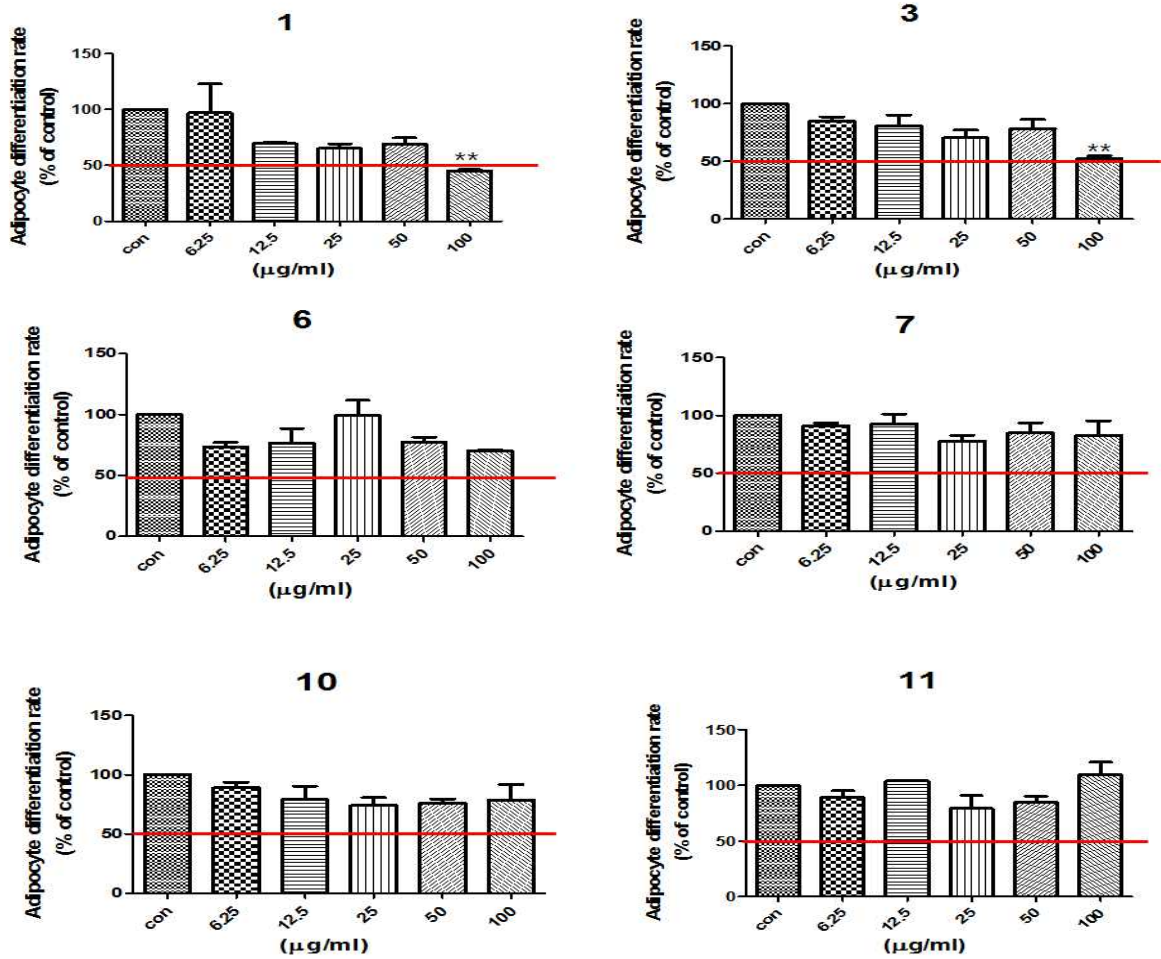 1
Adipocyte differentiaition rate
(% of control)
150
100
50
0
**
con
6.25
12.5
25
50
100
(μg/ml)
3
Adipocyte differentiaition rate
(% of control)
150
100
50
0
**
con
6.25
12.5
25
50
100
(μg/ml)
6
Adipocyte differentiaition rate
(% of control)
150
100
50
0
con
6.25
12.5
25
50
100
(μg/ml)
7
Adipocyte differentiaition rate
(% of control)
150
100
50
0
con
6.25
12.5
25
50
100
(μg/ml)
10
Adipocyte differentiaition rate
(% of control)
150
100
50
0
con
6.25
12.5
25
50
100
(μg/ml)
11
Adipocyte differentiaition rate
(% of control)
150
100
50
0
con
6.25
12.5
25
50
100
(μg/ml)